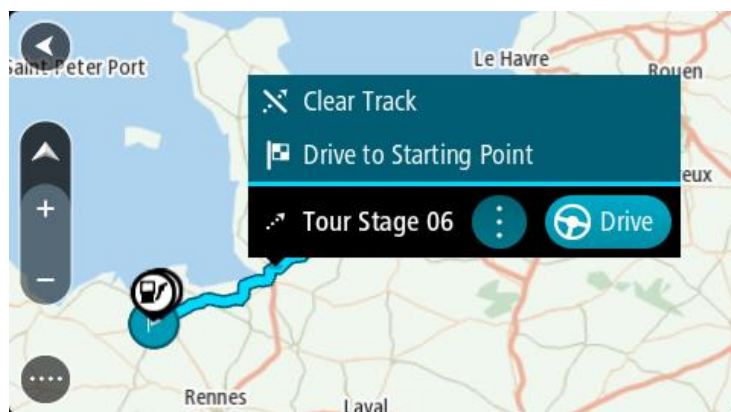 Saint Peter Port
Le Havre
Rouen
Clear Track
Drive to Starting Point
eux
+
Tour Stage 06
Drive
−
Rennes
Laval